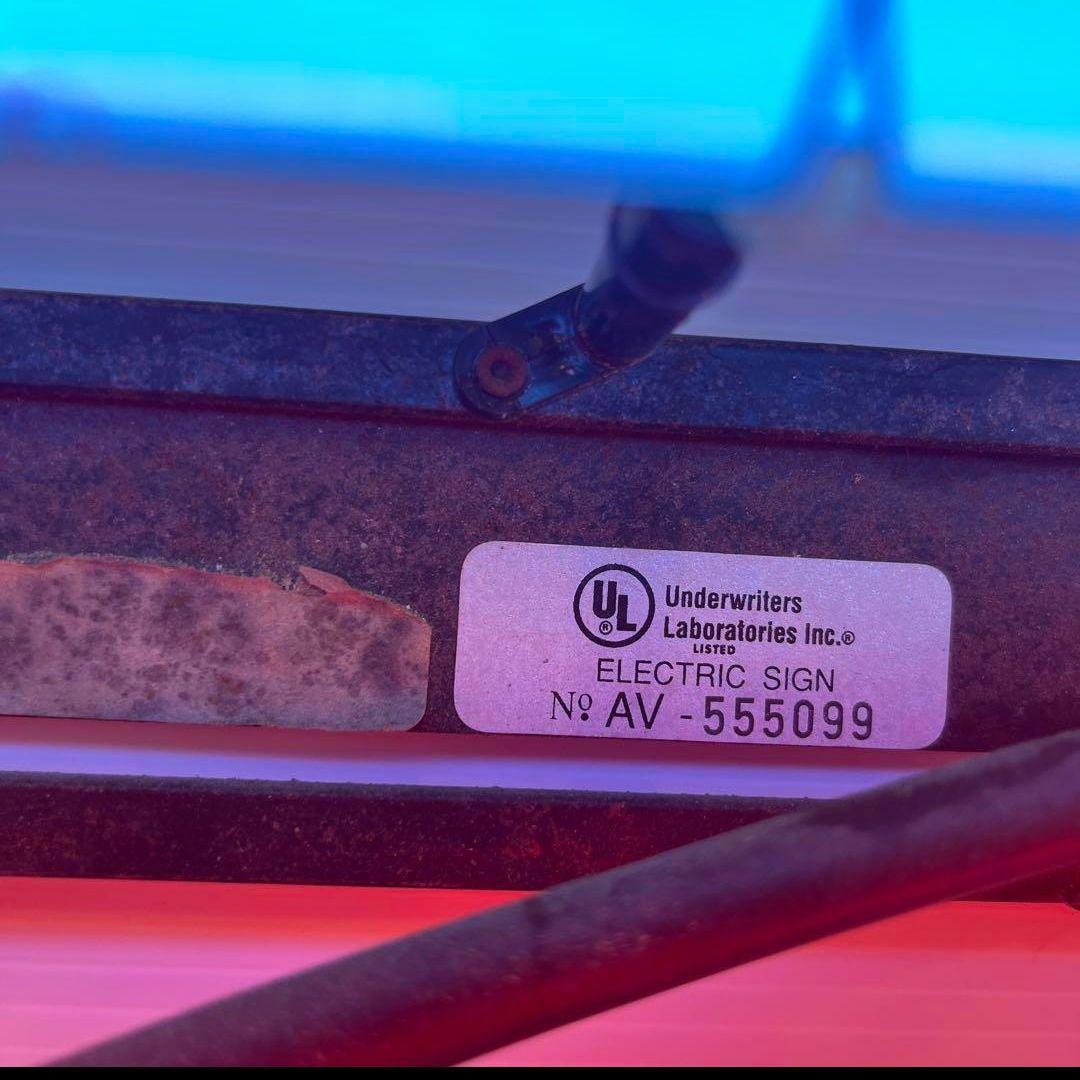 UL ®
Underwriters
Laboratories Inc.®
LISTED
ELECTRIC SIGN
Nº. AV - 555099